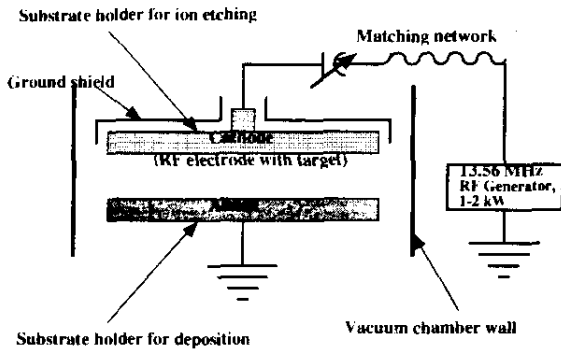 Substrate holder for ion etching
Matching network
Ground shield
Cathode
(RF electrode with target)
13.56 MHz
RF Generator,
1-2 kW
Substrate holder for deposition
Vacuum chamber wall